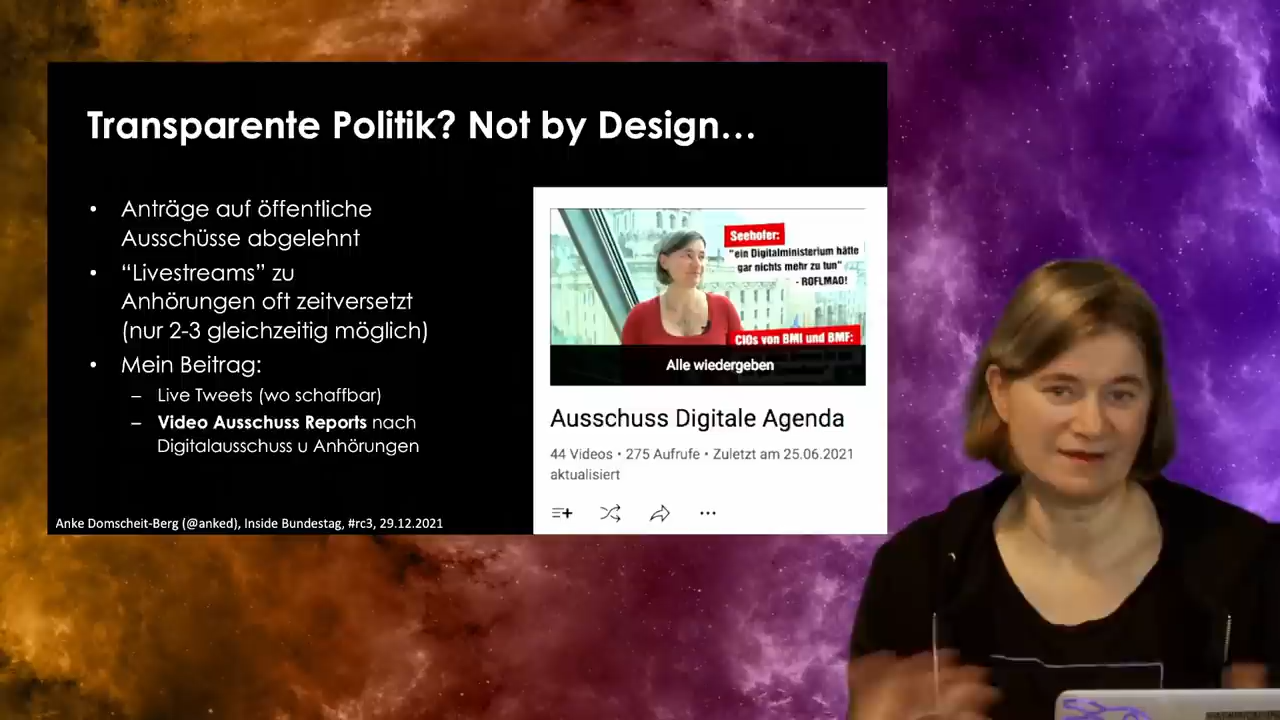 Transparente Politik? Not by Design...
• Anträge auf öffentliche
Ausschüsse abgelehnt
• “Livestreams” zu
Anhörungen oft zeitversetzt
(nur 2-3 gleichzeitig möglich)
• Mein Beitrag:
– Live Tweets (wo schaffbar)
– Video Ausschuss Reports nach
Digitalausschuss u Anhörungen
Anke Domscheit-Berg (@anked), Inside Bundestag, #rc3, 29.12.2021
Seehofer:
"ein Digitalministerium hätte
gar nichts mehr zu tun"
- ROFLMAO!
CIOs von BMI und BMF:
Alle wiedergeben
Ausschuss Digitale Agenda
44 Videos • 275 Aufrufe • Zuletzt am 25.06.2021
aktualisiert